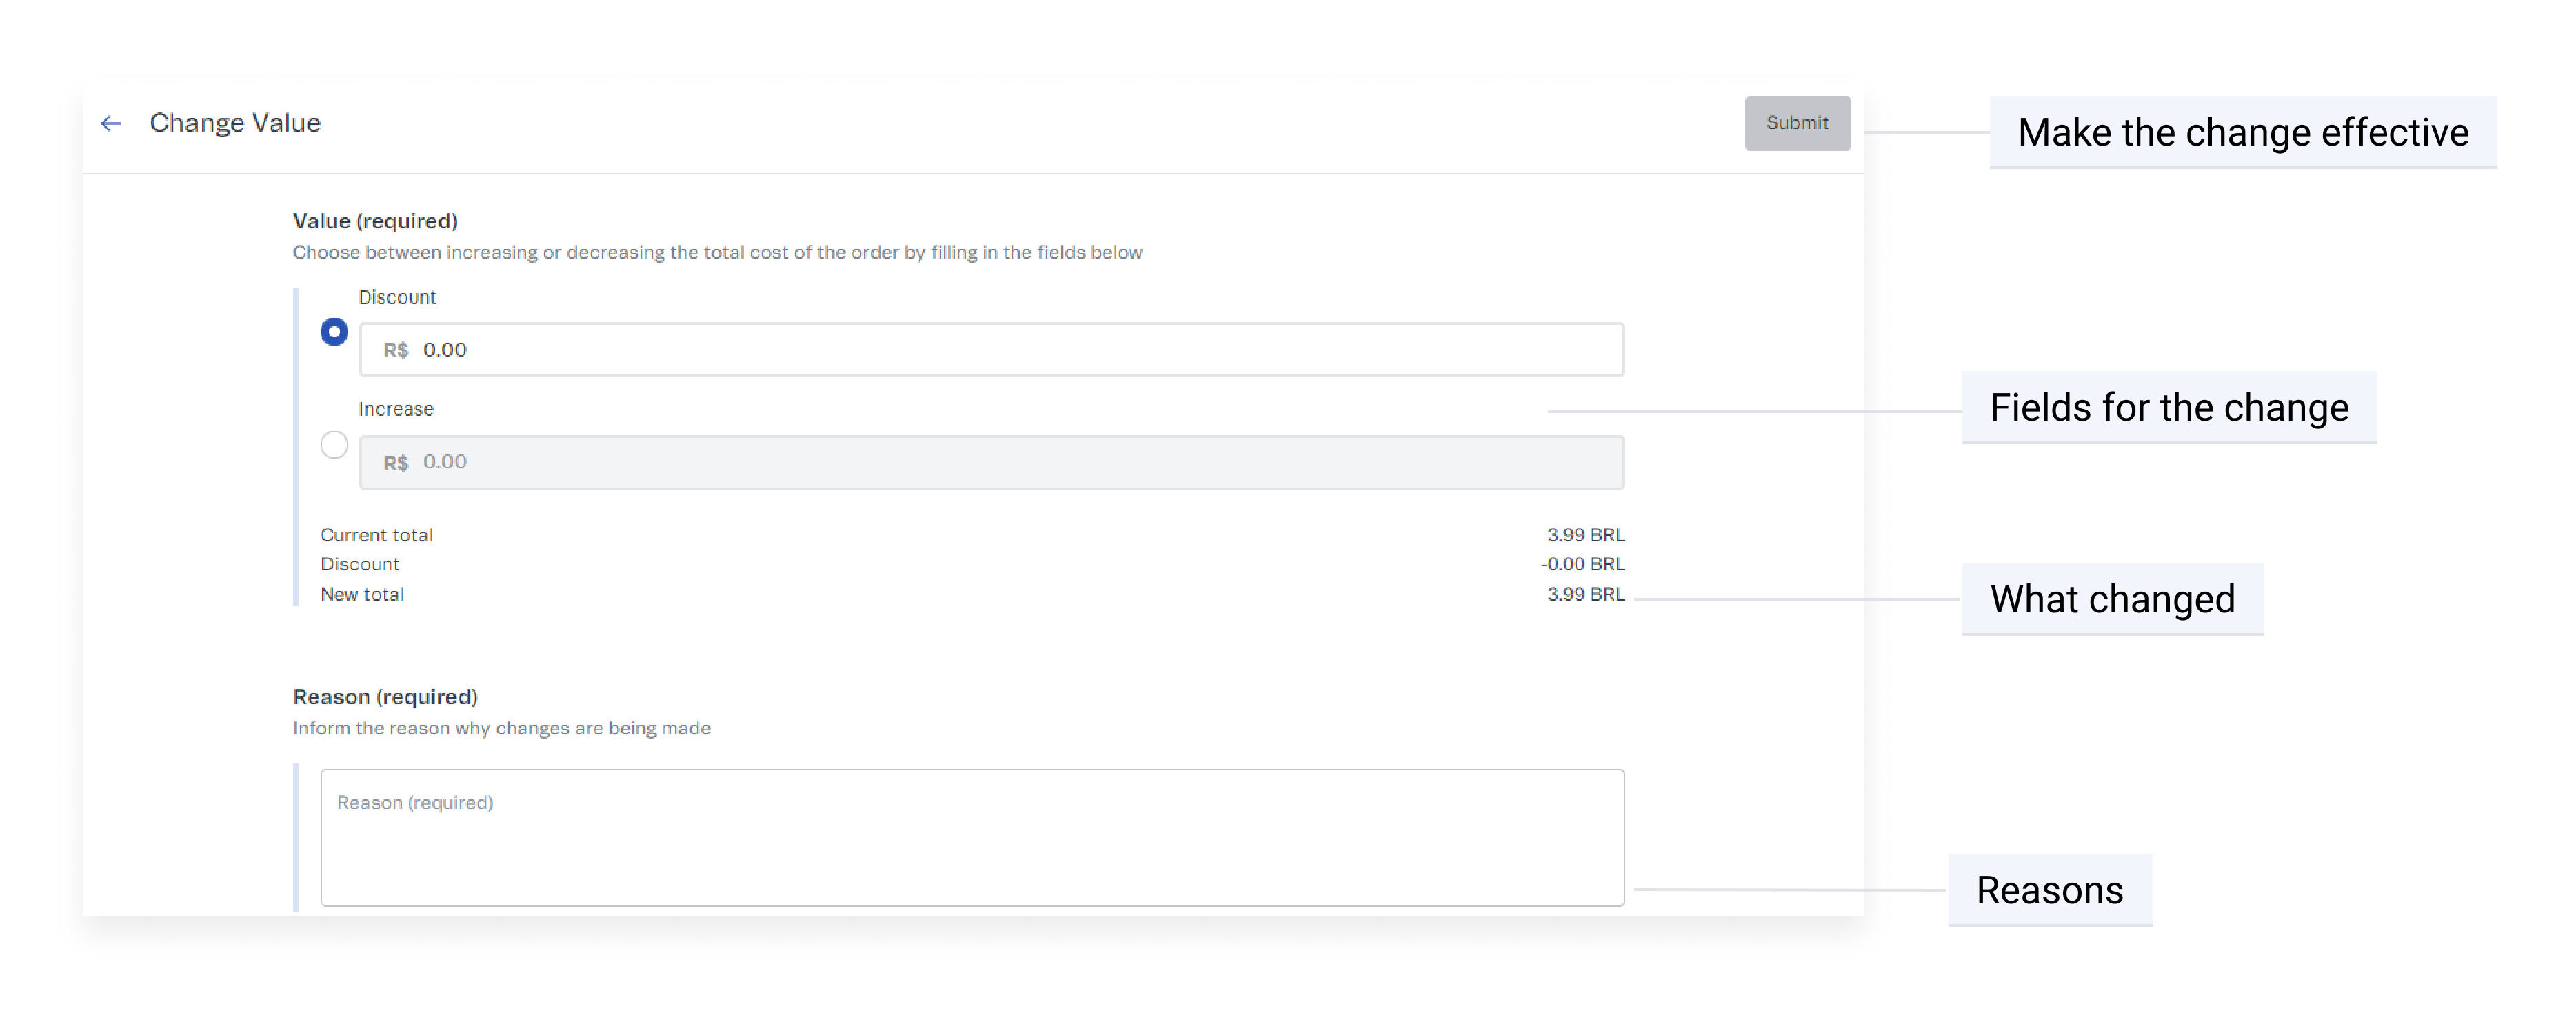 Change Value
Submit
Make the change effective
Value (required)
Choose between increasing or decreasing the total cost of the order by filling in the fields below
Discount
R$ 0.00
Increase
R$ 0.00
Fields for the change
Current total 3.99 BRL
Discount -0.00 BRL
New total 3.99 BRL
What changed
Reason (required)
Inform the reason why changes are being made
Reason (required)
Reasons